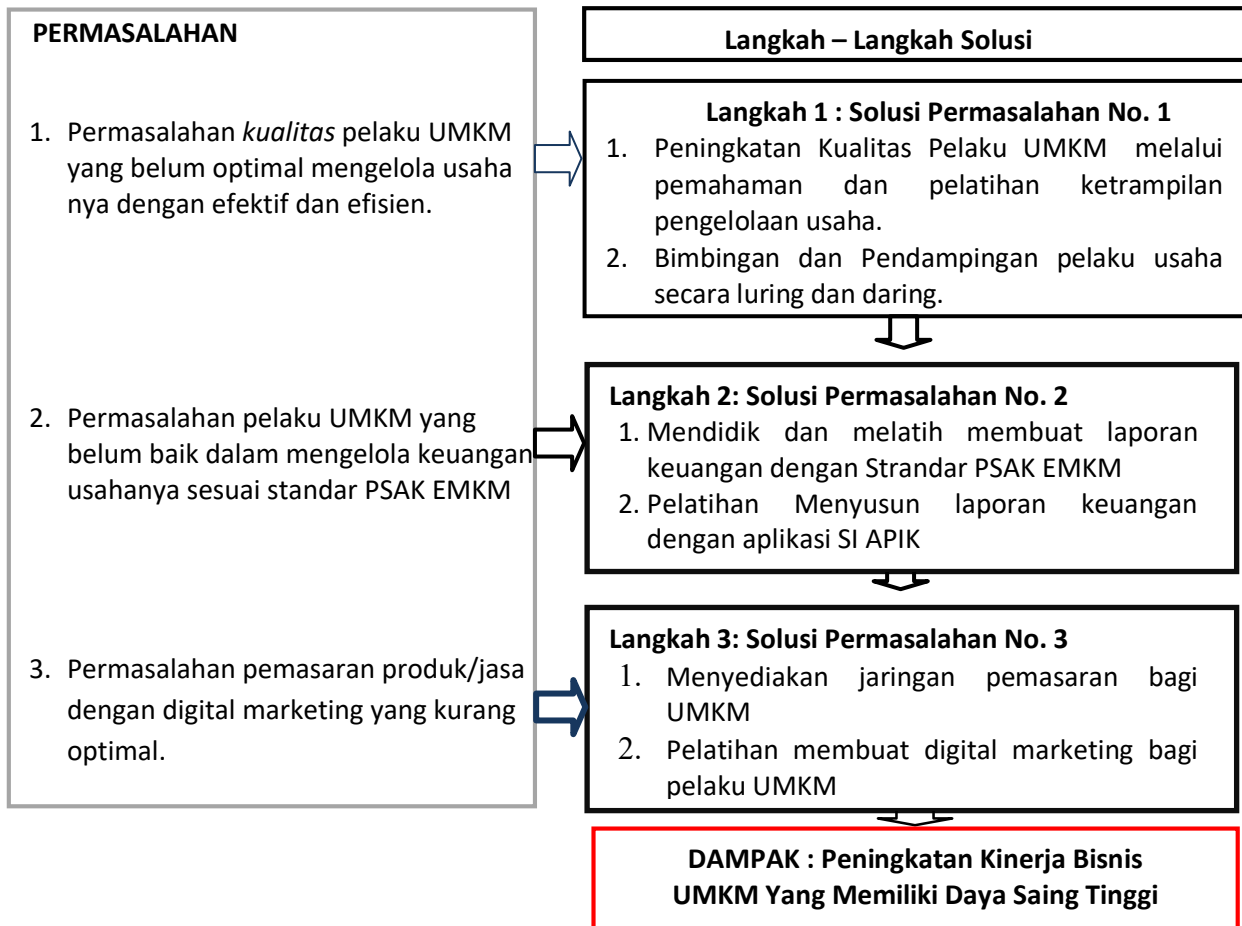 PERMASALAHAN
1. Permasalahan kualitas pelaku UMKM
yang belum optimal mengelola usaha
nya dengan efektif dan efisien.
2. Permasalahan pelaku UMKM yang
belum baik dalam mengelola keuangan
usahanya sesuai standar PSAK EMKM
3. Permasalahan pemasaran produk/jasa
dengan digital marketing yang kurang
optimal.
Langkah – Langkah Solusi
Langkah 1 : Solusi Permasalahan No. 1
1. Peningkatan Kualitas Pelaku UMKM melalui
pemahaman dan pelatihan ketrampilan
pengelolaan usaha.
2. Bimbingan dan Pendampingan pelaku usaha
secara luring dan daring.
Langkah 2: Solusi Permasalahan No. 2
1. Mendidik dan melatih membuat laporan
keuangan dengan Strandar PSAK EMKM
2. Pelatihan Menyusun laporan keuangan
dengan aplikasi SI APIK
Langkah 3: Solusi Permasalahan No. 3
1. Menyediakan jaringan pemasaran bagi
UMKM
2. Pelatihan membuat digital marketing bagi
pelaku UMKM
DAMPAK : Peningkatan Kinerja Bisnis
UMKM Yang Memiliki Daya Saing Tinggi